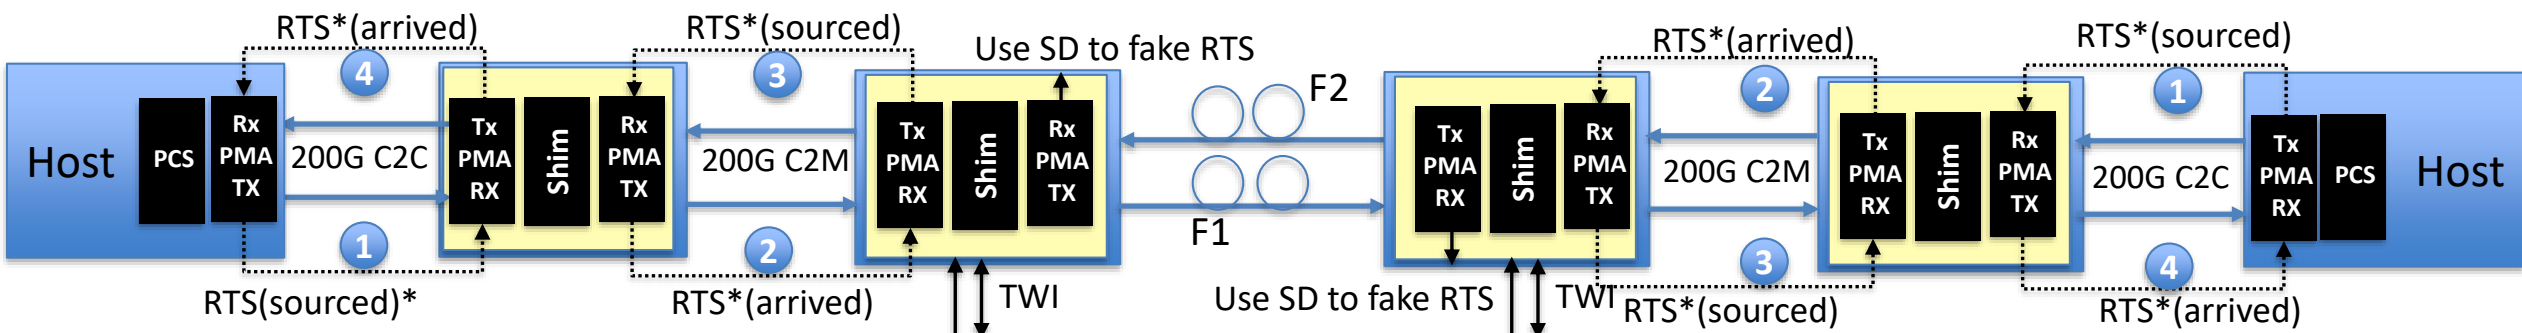 RTS*(arrived)
4
RTS*(sourced)
3
Use SD to fake RTS
F2
RTS*(arrived)
2
RTS*(sourced)
1
Host
PCS
Rx
PMA
TX
200G C2C
Tx
PMA
RX
Shim
Rx
PMA
TX
200G C2M
Tx
PMA
RX
Shim
Rx
PMA
TX
Tx
PMA
RX
Shim
Rx
PMA
TX
200G C2M
Tx
PMA
RX
Shim
Rx
PMA
TX
200G C2C
Tx
PMA
RX
PCS
Host
F1
1
RTS(sourced)*
2
RTS*(arrived)
TWI
Use SD to fake RTS
TWI
3
RTS*(sourced)
4
RTS*(arrived)